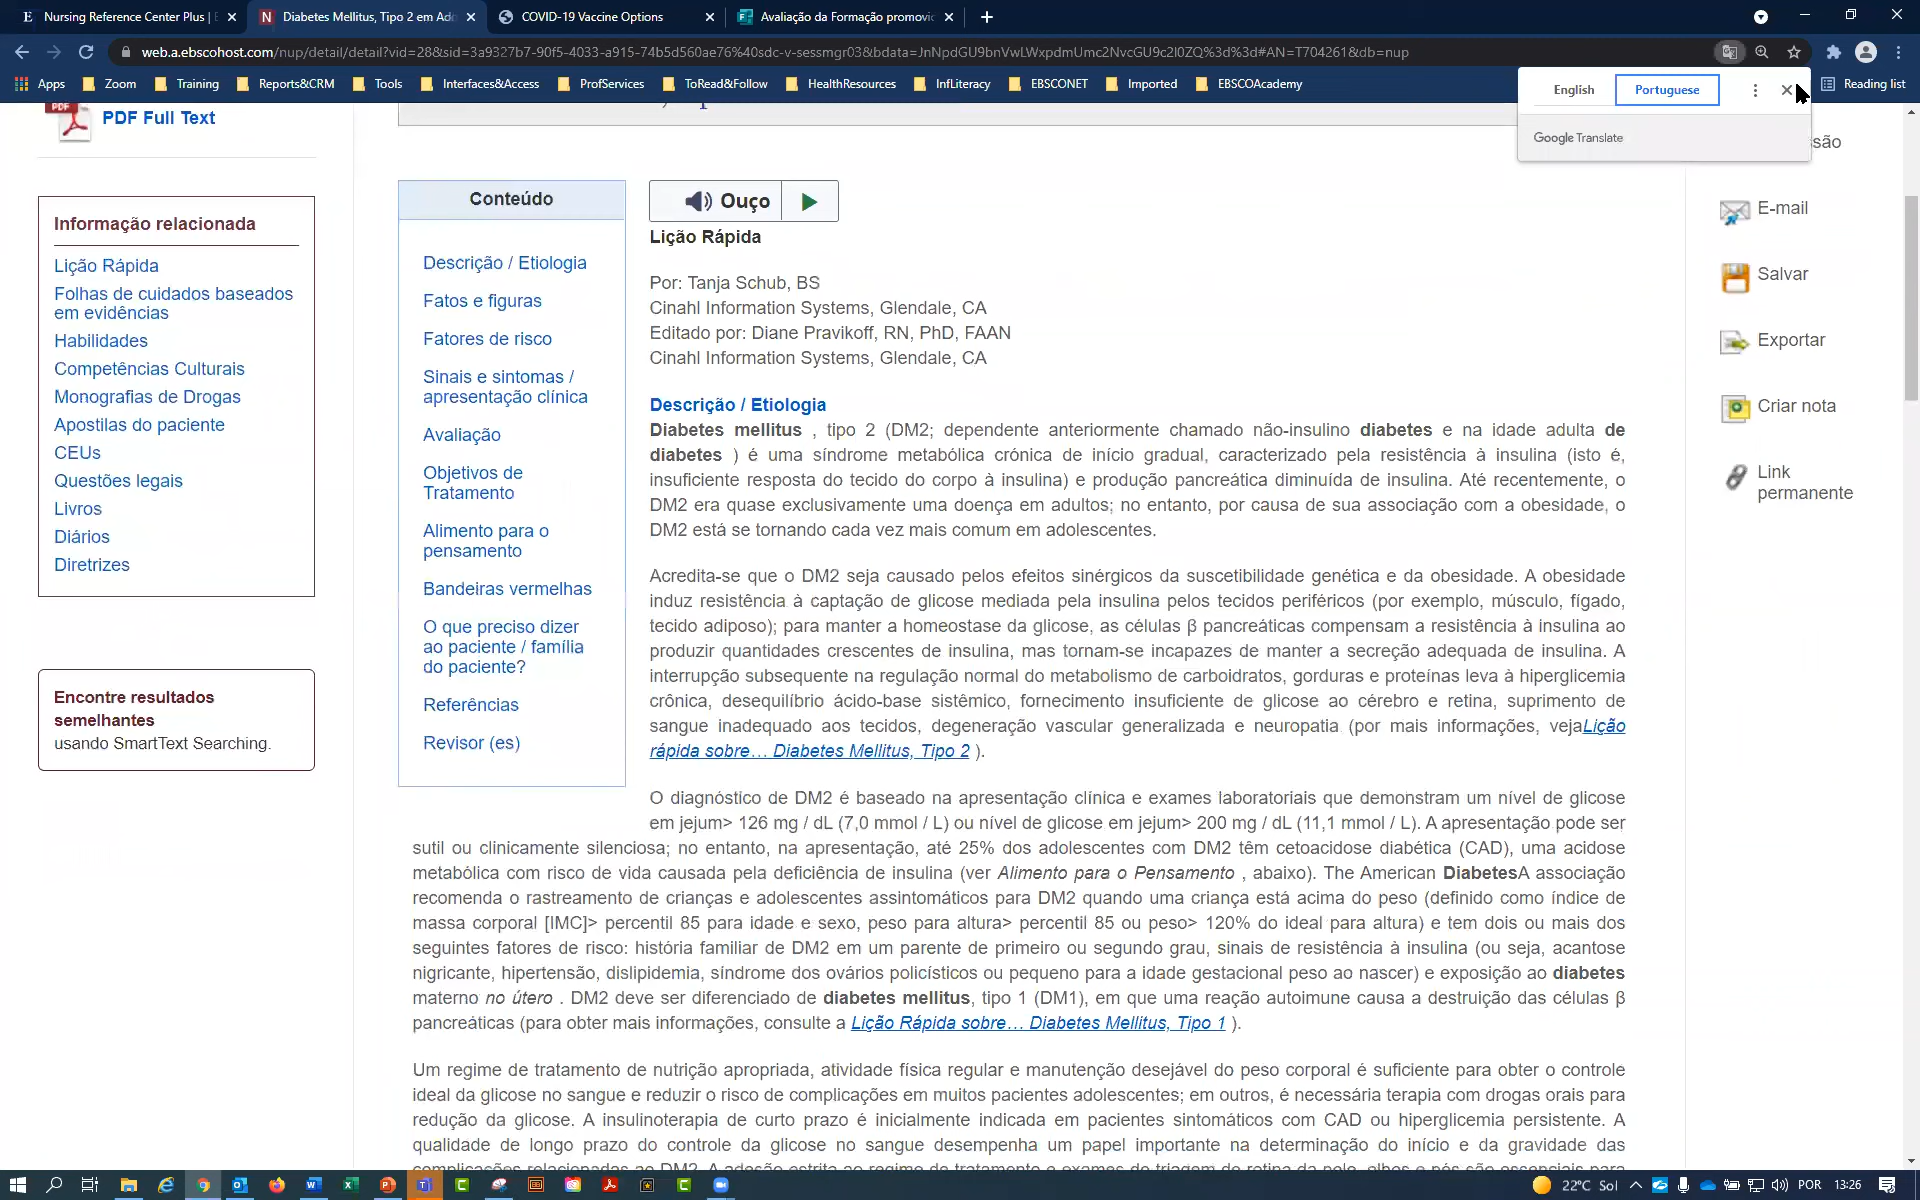 Nursing Reference Center Plus | E
Diabetes Mellitus, Tipo 2 em Ado
COVID-19 Vaccine Options
Avaliação da Formação promovid
web.a.ebscohost.com/nup/detail/detail?vid=28&sid=3a9327b7-90f5-4033-a915-74b5d560ae76%40sdc-v-sessmgr03&bdata=JnNpdGU9bnVwLWxpdmUmc2NvcGU9c2l0ZQ%3d%3d#AN=T704261&db=nup
Apps
Zoom
Training
Reports&CRM
Tools
Interfaces&Access
ProfServices
ToRead&Follow
HealthResources
InfLiteracy
EBSCONET
Imported
EBSCOAcademy
Reading list
English
Portuguese
Google Translate
PDF Full Text
Informação relacionada
Lição Rápida
Folhas de cuidados baseados
em evidências
Habilidades
Competências Culturais
Monografias de Drogas
Apostilas do paciente
CEUs
Questões legais
Livros
Diários
Diretrizes
Encontre resultados
semelhantes
usando SmartText Searching.
Conteúdo
Descrição / Etiologia
Fatos e figuras
Fatores de risco
Sinais e sintomas /
apresentação clínica
Avaliação
Objetivos de
Tratamento
Alimento para o
pensamento
Bandeiras vermelhas
O que preciso dizer
ao paciente / família
do paciente?
Referências
Revisor (es)
Ouço
Lição Rápida
Por: Tanja Schub, BS
Cinahl Information Systems, Glendale, CA
Editado por: Diane Pravikoff, RN, PhD, FAAN
Cinahl Information Systems, Glendale, CA
Descrição / Etiologia
Diabetes mellitus , tipo 2 (DM2; dependente anteriormente chamado não-insulino diabetes e na idade adulta de
diabetes ) é uma síndrome metabólica crónica de início gradual, caracterizado pela resistência à insulina (isto é,
insuficiente resposta do tecido do corpo à insulina) e produção pancreática diminuída de insulina. Até recentemente, o
DM2 era quase exclusivamente uma doença em adultos; no entanto, por causa de sua associação com a obesidade, o
DM2 está se tornando cada vez mais comum em adolescentes.
Acredita-se que o DM2 seja causado pelos efeitos sinérgicos da suscetibilidade genética e da obesidade. A obesidade
induz resistência à captação de glicose mediada pela insulina pelos tecidos periféricos (por exemplo, músculo, fígado,
tecido adiposo); para manter a homeostase da glicose, as células β pancreáticas compensam a resistência à insulina ao
produzir quantidades crescentes de insulina, mas tornam-se incapazes de manter a secreção adequada de insulina. A
interrupção subsequente na regulação normal do metabolismo de carboidratos, gorduras e proteínas leva à hiperglicemia
crônica, desequilíbrio ácido-base sistêmico, fornecimento insuficiente de glicose ao cérebro e retina, suprimento de
sangue inadequado aos tecidos, degeneração vascular generalizada e neuropatia (por mais informações, vejaLição
rápida sobre… Diabetes Mellitus, Tipo 2 ).
O diagnóstico de DM2 é baseado na apresentação clínica e exames laboratoriais que demonstram um nível de glicose
em jejum> 126 mg / dL (7,0 mmol / L) ou nível de glicose em jejum> 200 mg / dL (11,1 mmol / L). A apresentação pode ser
sutil ou clinicamente silenciosa; no entanto, na apresentação, até 25% dos adolescentes com DM2 têm cetoacidose diabética (CAD), uma acidose
metabólica com risco de vida causada pela deficiência de insulina (ver Alimento para o Pensamento , abaixo). The American DiabetesA associação
recomenda o rastreamento de crianças e adolescentes assintomáticos para DM2 quando uma criança está acima do peso (definido como índice de
massa corporal [IMC]> percentil 85 para idade e sexo, peso para altura> percentil 85 ou peso> 120% do ideal para altura) e tem dois ou mais dos
seguintes fatores de risco: história familiar de DM2 em um parente de primeiro ou segundo grau, sinais de resistência à insulina (ou seja, acantose
nigricante, hipertensão, dislipidemia, síndrome dos ovários policísticos ou pequeno para a idade gestacional peso ao nascer) e exposição ao diabetes
materno no útero . DM2 deve ser diferenciado de diabetes mellitus, tipo 1 (DM1), em que uma reação autoimune causa a destruição das células β
pancreáticas (para obter mais informações, consulte a Lição Rápida sobre… Diabetes Mellitus, Tipo 1 ).
Um regime de tratamento de nutrição apropriada, atividade física regular e manutenção desejável do peso corporal é suficiente para obter o controle
ideal da glicose no sangue e reduzir o risco de complicações em muitos pacientes adolescentes; em outros, é necessária terapia com drogas orais para
redução da glicose. A insulinoterapia de curto prazo é inicialmente indicada em pacientes sintomáticos com CAD ou hiperglicemia persistente. A
qualidade de longo prazo do controle da glicose no sangue desempenha um papel importante na determinação do início e da gravidade das
complicações relacionadas ao DM2. A adesão estrita ao regime de tratamento e exames de triagem de retina da pele, olhos e pés são essenciais para
ssão
E-mail
Salvar
Exportar
Criar nota
Link
permanente
22°C Sol
POR
13:26